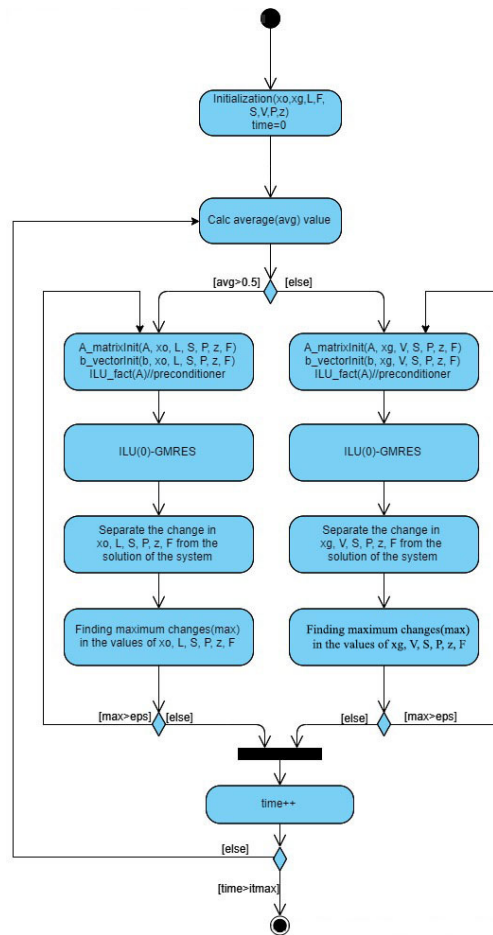 Initialization(xo,xg,L,F,
S,V,P,z)
time=0
Calc average(avg) value
[avg>0.5]
[else]
A_matrixInit(A, xo, L, S, P, z, F)
b_vectorInit(b, xo, L, S, P, z, F)
ILU_fact(A)//preconditioner
A_matrixInit(A, xg, V, S, P, z, F)
b_vectorInit(b, xg, V, S, P, z, F)
ILU_fact(A)//preconditioner
ILU(0)-GMRES
ILU(0)-GMRES
Separate the change in
xo, L, S, P, z, F from the
solution of the system
Separate the change in
xg, V, S, P, z, F from the
solution of the system
Finding maximum changes(max)
in the values of xo, L, S, P, z, F
Finding maximum changes(max)
in the values of xg, V, S, P, z, F
[max>eps]
[else]
[else]
[max>eps]
time++
[else]
[time>itmax]